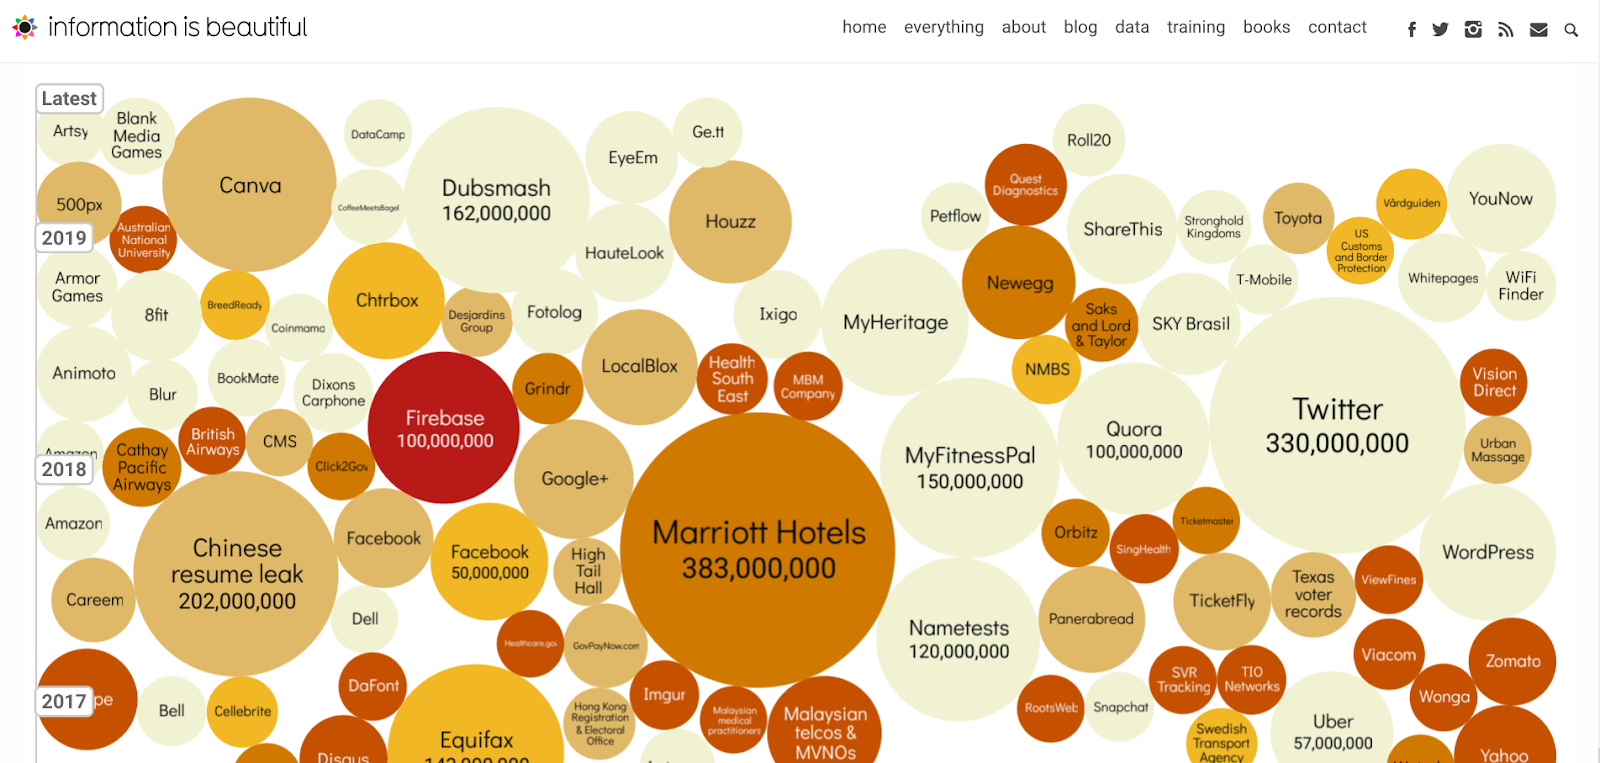 information is beautiful
home everything about blog data training books contact
Latest
Artsy
Blank
Media
Games
Canva
DataCamp
Dubsmash
162,000,000
EyeEm
Ge.tt
Roll20
500px
CoffeeMeetsBagel
Houzz
Quest
Diagnostics
Petflow
ShareThis
Stronghold
Kingdoms
Toyota
Vårdguiden
YouNow
2019
Australian
National
University
HauteLook
US
Customs
and Border
Protection
Armor
Games
8fit
BreedReady
Coinmama
Chtrbox
Desjardins
Group
Fotolog
Ixigo
MyHeritage
Newegg
Saks
and Lord
& Taylor
SKY Brasil
T-Mobile
Whitepages
WiFi
Finder
Animoto
Blur
BookMate
Dixons
Carphone
Firebase
100,000,000
Grindr
LocalBlox
Health
South
East
MBM
Company
NMBS
Twitter
330,000,000
Vision
Direct
Amazon
2018
Cathay
Pacific
Airways
British
Airways
CMS
Click2Gov
Google+
MyFitnessPal
150,000,000
Quora
100,000,000
Urban
Massage
Amazon
Chinese
resume leak
202,000,000
Facebook
Facebook
50,000,000
High
Tail
Hall
Marriott Hotels
383,000,000
Orbitz
SingHealth
Ticketmaster
WordPress
Careem
Dell
Healthcare.gov
GovPayNow.com
Nametests
120,000,000
Panerabread
TicketFly
Texas
voter
records
ViewFines
2017
pe
Bell
Cellebrite
DaFont
Equifax
Hong Kong
Registration
& Electoral
Office
Imgur
Malaysian
medical
practitioners
Malaysian
telcos &
MVNOs
RootsWeb
Snapchat
SVR
Tracking
TIO
Networks
Swedish
Transport
Agency
Uber
57,000,000
Viacom
Wonga
Zomato
Yahoo
Disqus